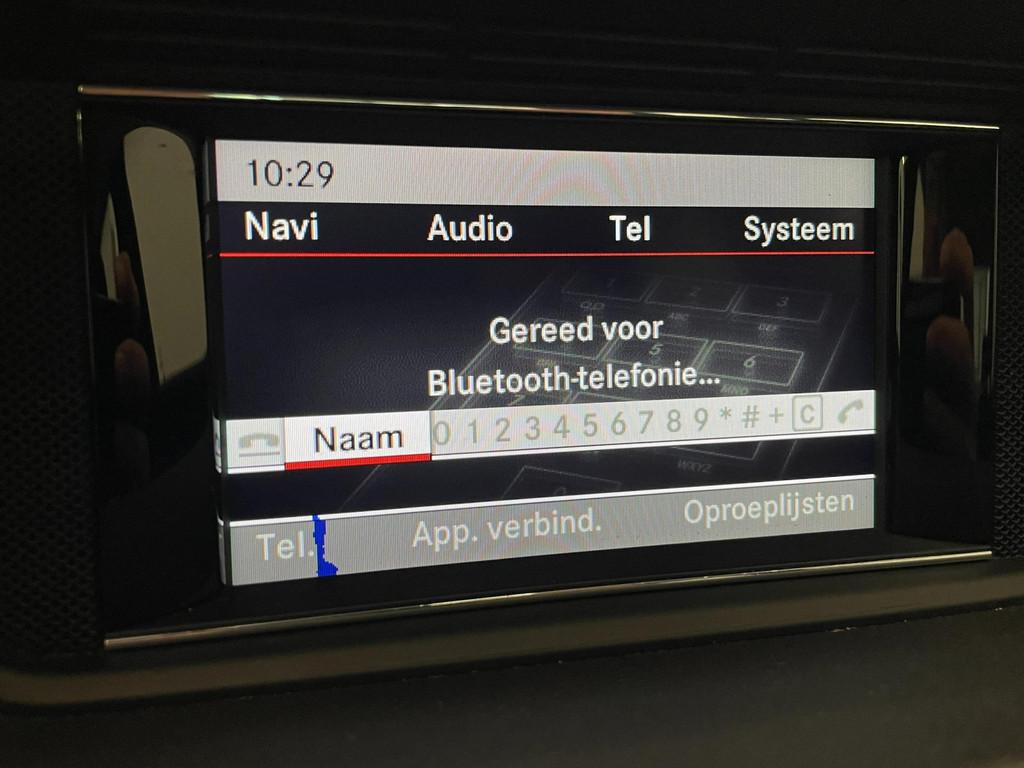 10:29
Navi Audio Tel Systeem
Gereed voor
Bluetooth-telefonie...
Naam 0 1 2 3 4 5 6 7 8 9 * # + C
Tel. App. verbind. Oproeplijsten